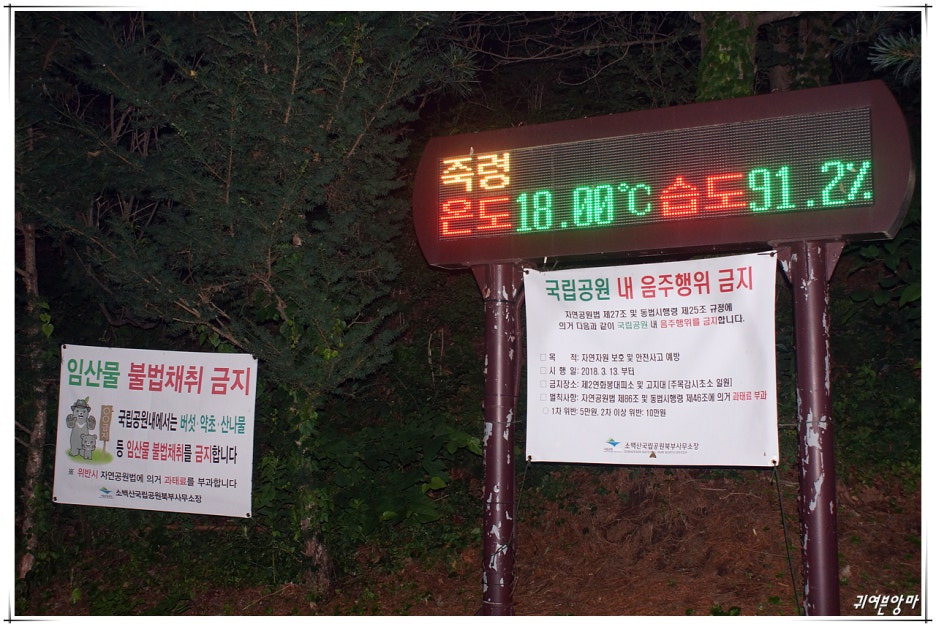 죽령
온도18.00℃ 습도91.2%
국립공원 내 음주행위 금지
자연공원법 제27조 및 동법시행령 제25조 규정에
의거 다음과 같이 국립공원 내 음주행위를 금지합니다.
□ 목 적: 자연자원 보호 및 안전사고 예방
□ 시 행 일: 2018. 3. 13. 부터
□ 금지장소: 제2연화봉대피소 및 고지대 [주목감시초소 일원]
□ 벌칙사항: 자연공원법 제86조 및 동법시행령 제46조에 의거 과태료 부과
○ 1차 위반: 5만원, 2차 이상 위반: 10만원
소백산국립공원북부사무소장
임산물 불법채취 금지
국립공원내에서는 버섯·약초·산나물
등 임산물 불법채취를 금지합니다
※ 위반시 자연공원법에 의거 과태료를 부과합니다
소백산국립공원북부사무소장
귀여븐앙마